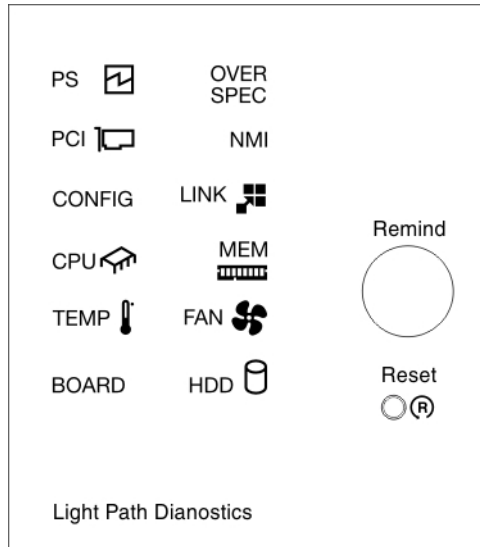 PS
OVER
SPEC
PCI
NMI
CONFIG
LINK
CPU
MEM
TEMP
FAN
BOARD
HDD
Remind
Reset
R
Light Path Dianostics